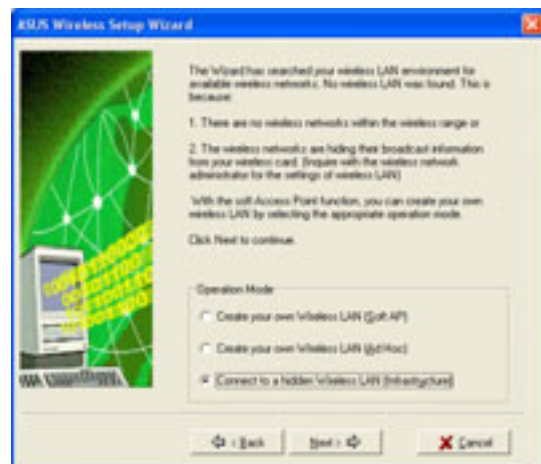 ASUS Wireless Setup Wizard
The Wizard has searched your wireless LAN environment for
available wireless networks. No wireless LAN was found. This is
because:
1. There are no wireless networks within the wireless range or
2. The wireless networks are hiding their broadcast information
from your wireless card. (Inquire with the wireless network
administrator for the settings of wireless LAN)
With the soft Access Point function, you can create your own
wireless LAN by selecting the appropriate operation mode.
Click Next to continue.
Operation Mode
Create your own Wireless LAN (Soft AP)
Create your own Wireless LAN (Ad Hoc)
Connect to a hidden Wireless LAN (Infrastructure)
< Back
Next >
Cancel